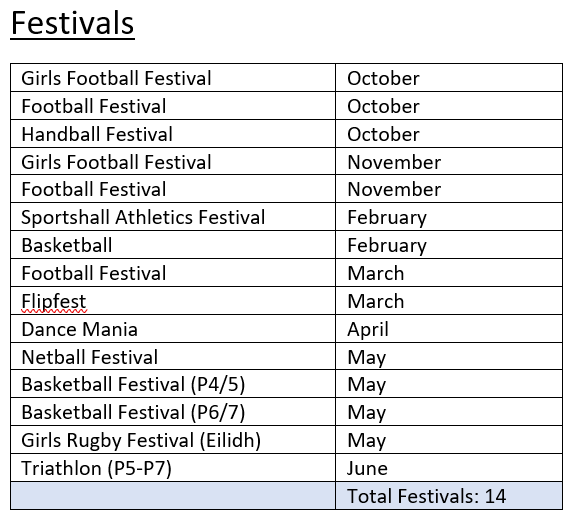 Festivals
Girls Football Festival October
Football Festival October
Handball Festival October
Girls Football Festival November
Football Festival November
Sportshall Athletics Festival February
Basketball February
Football Festival March
Flipfest March
Dance Mania April
Netball Festival May
Basketball Festival (P4/5) May
Basketball Festival (P6/7) May
Girls Rugby Festival (Eilidh) May
Triathlon (P5-P7) June
Total Festivals: 14